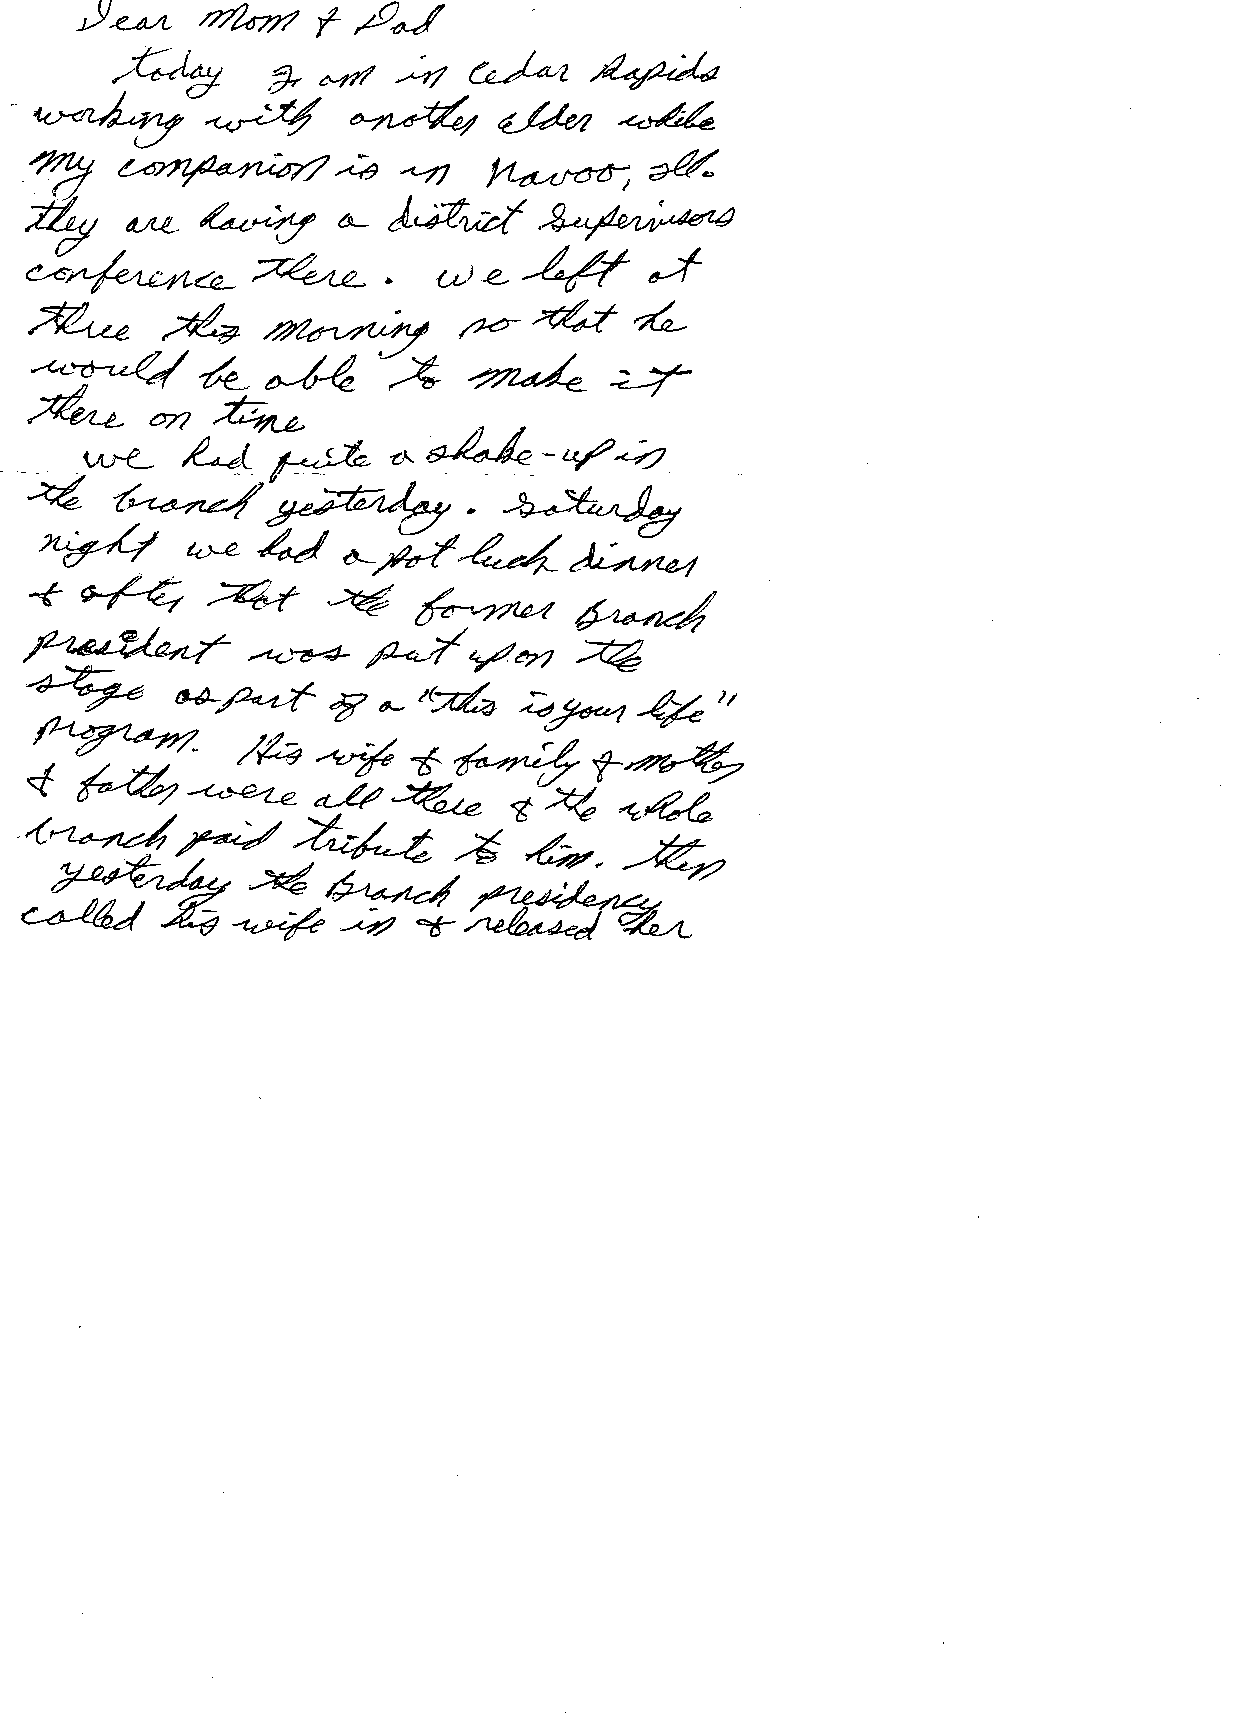 Dear Mom & Dad
today I am in Cedar Rapids
working with another elder while
my companion is in Navoo, Ill.
they are having a district supervisors
conference there. we left at
three this morning so that he
would be able to make it
there on time
we had quite a shake-up in
the branch yesterday. saturday
night we had a pot luck dinner
& after that the former Branch
president was put upon the
stage as part of a "this is your life"
program. His wife & family & mother
& father were all there & the whole
branch paid tribute to him. then
yesterday the Branch presidency
called his wife in & released her